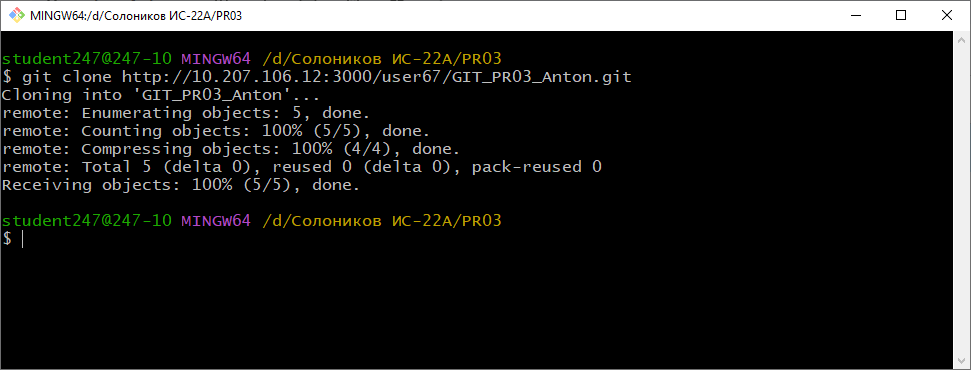 MINGW64:/d/Солоников ИС-22А/PR03
student247@247-10 MINGW64 /d/Солоников ИС-22А/PR03
$ git clone http://10.207.106.12:3000/user67/GIT_PR03_Anton.git
Cloning into 'GIT_PR03_Anton'...
remote: Enumerating objects: 5, done.
remote: Counting objects: 100% (5/5), done.
remote: Compressing objects: 100% (4/4), done.
remote: Total 5 (delta 0), reused 0 (delta 0), pack-reused 0
Receiving objects: 100% (5/5), done.
student247@247-10 MINGW64 /d/Солоников ИС-22А/PR03
$